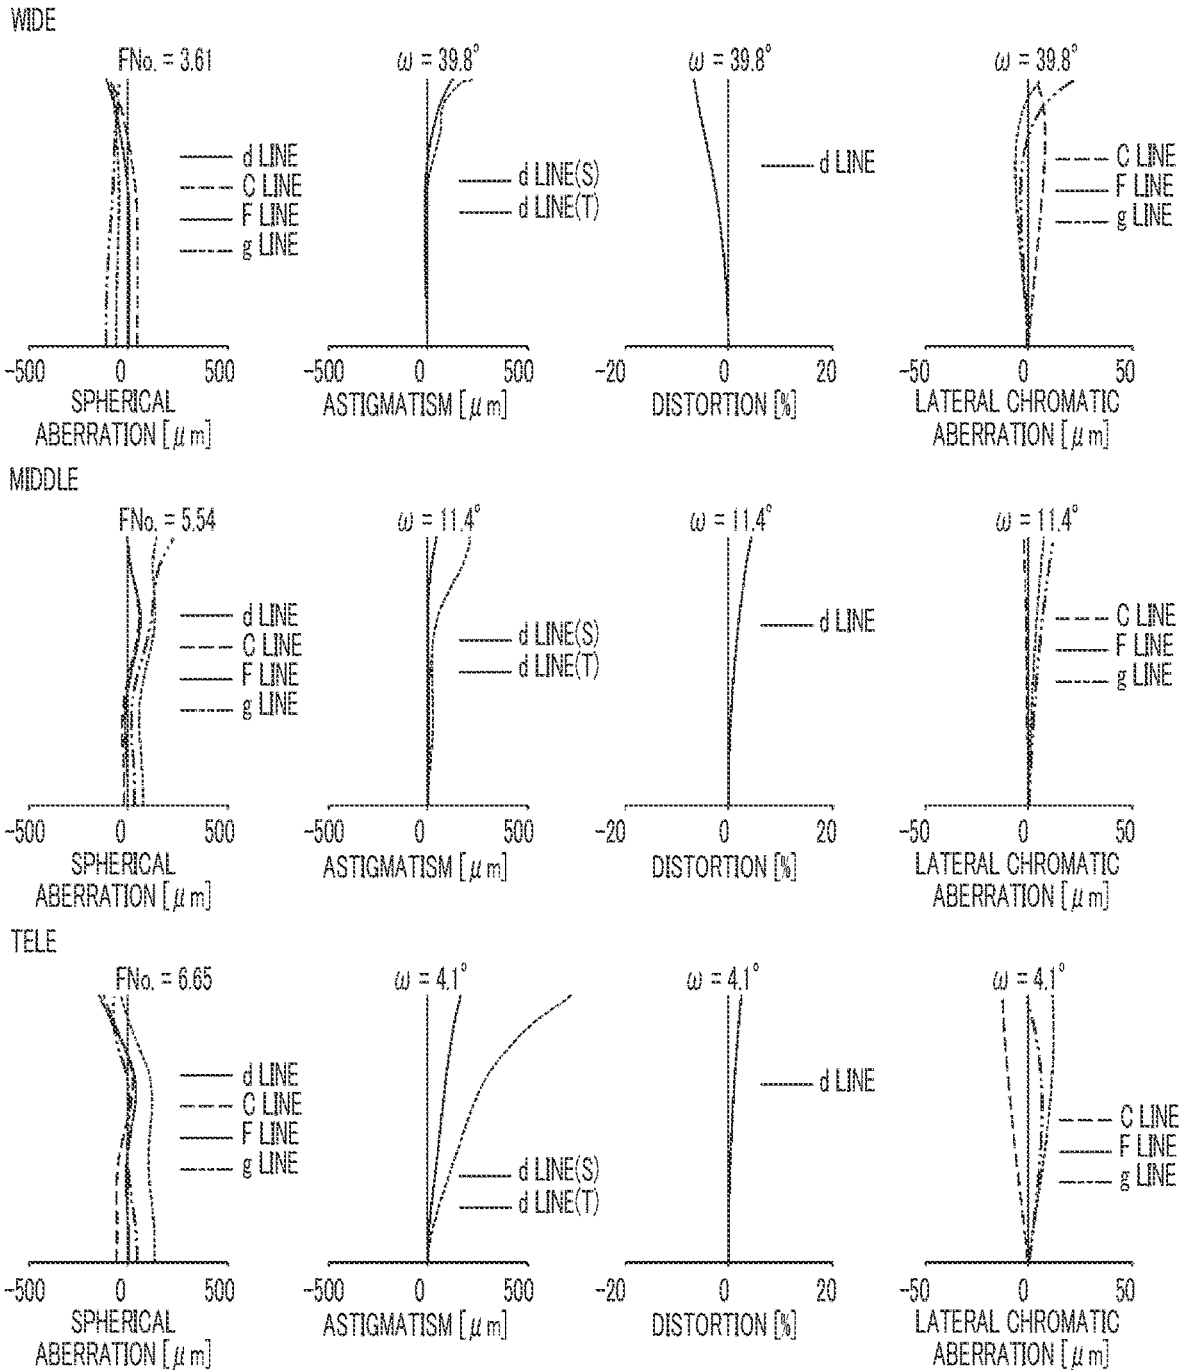 WIDE
FNo. = 3.61
ω = 39.8°
ω = 39.8°
ω = 39.8°
d LINE
C LINE
F LINE
g LINE
d LINE(S)
d LINE(T)
d LINE
C LINE
F LINE
g LINE
-500 0 500
SPHERICAL
ABERRATION [μm]
-500 0 500
ASTIGMATISM [μm]
-20 0 20
DISTORTION [%]
-50 0 50
LATERAL CHROMATIC
ABERRATION [μm]
MIDDLE
FNo. = 5.54
ω = 11.4°
ω = 11.4°
ω = 11.4°
d LINE
C LINE
F LINE
g LINE
d LINE(S)
d LINE(T)
d LINE
C LINE
F LINE
g LINE
-500 0 500
SPHERICAL
ABERRATION [μm]
-500 0 500
ASTIGMATISM [μm]
-20 0 20
DISTORTION [%]
-50 0 50
LATERAL CHROMATIC
ABERRATION [μm]
TELE
FNo. = 6.65
ω = 4.1°
ω = 4.1°
ω = 4.1°
d LINE
C LINE
F LINE
g LINE
d LINE(S)
d LINE(T)
d LINE
C LINE
F LINE
g LINE
-500 0 500
SPHERICAL
ABERRATION [μm]
-500 0 500
ASTIGMATISM [μm]
-20 0 20
DISTORTION [%]
-50 0 50
LATERAL CHROMATIC
ABERRATION [μm]